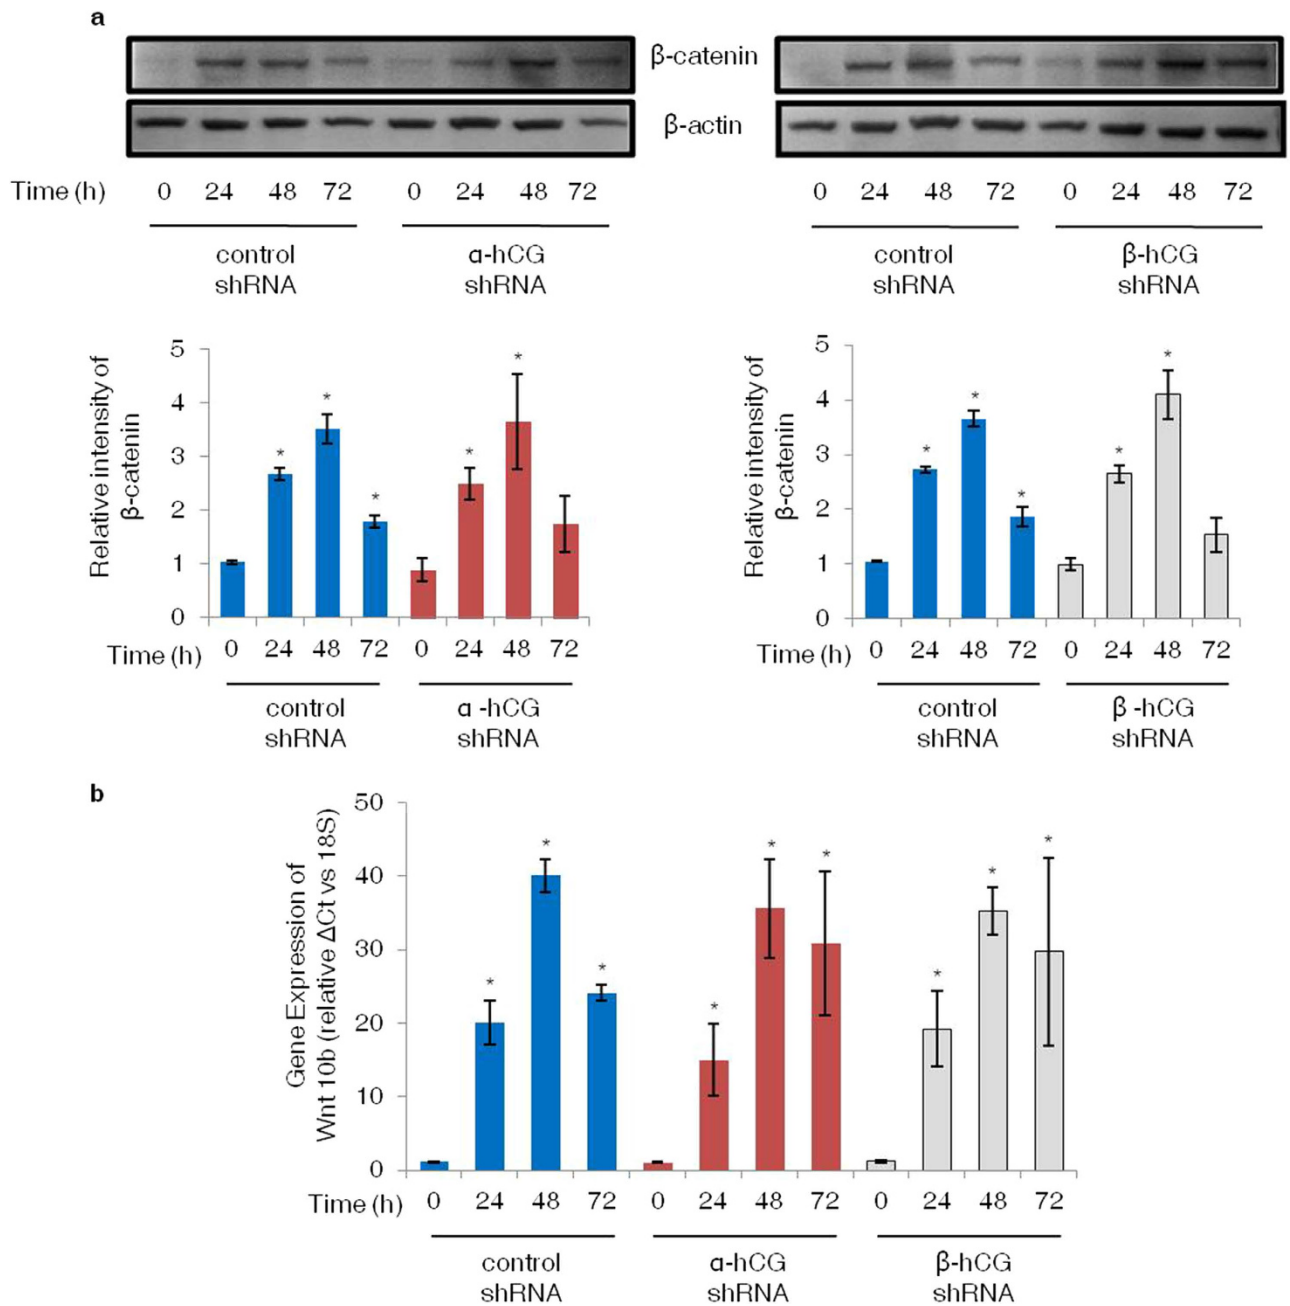 a
β-catenin
β-actin
Time (h) 0 24 48 72 0 24 48 72 0 24 48 72 0 24 48 72
control shRNA
α-hCG shRNA
control shRNA
β-hCG shRNA
Relative intensity of
β-catenin
5
4
3
2
1
0
* * * * *
Time (h) 0 24 48 72 0 24 48 72
control
shRNA
α -hCG
shRNA
Relative intensity of
β-catenin
5
4
3
2
1
0
* * * * *
Time (h) 0 24 48 72 0 24 48 72
control
shRNA
β -hCG
shRNA
b
Gene Expression of
Wnt 10b (relative ΔCt vs 18S)
50
40
30
20
10
0
* * * * * * * * *
Time (h) 0 24 48 72 0 24 48 72 0 24 48 72
control
shRNA
α-hCG
shRNA
β-hCG
shRNA